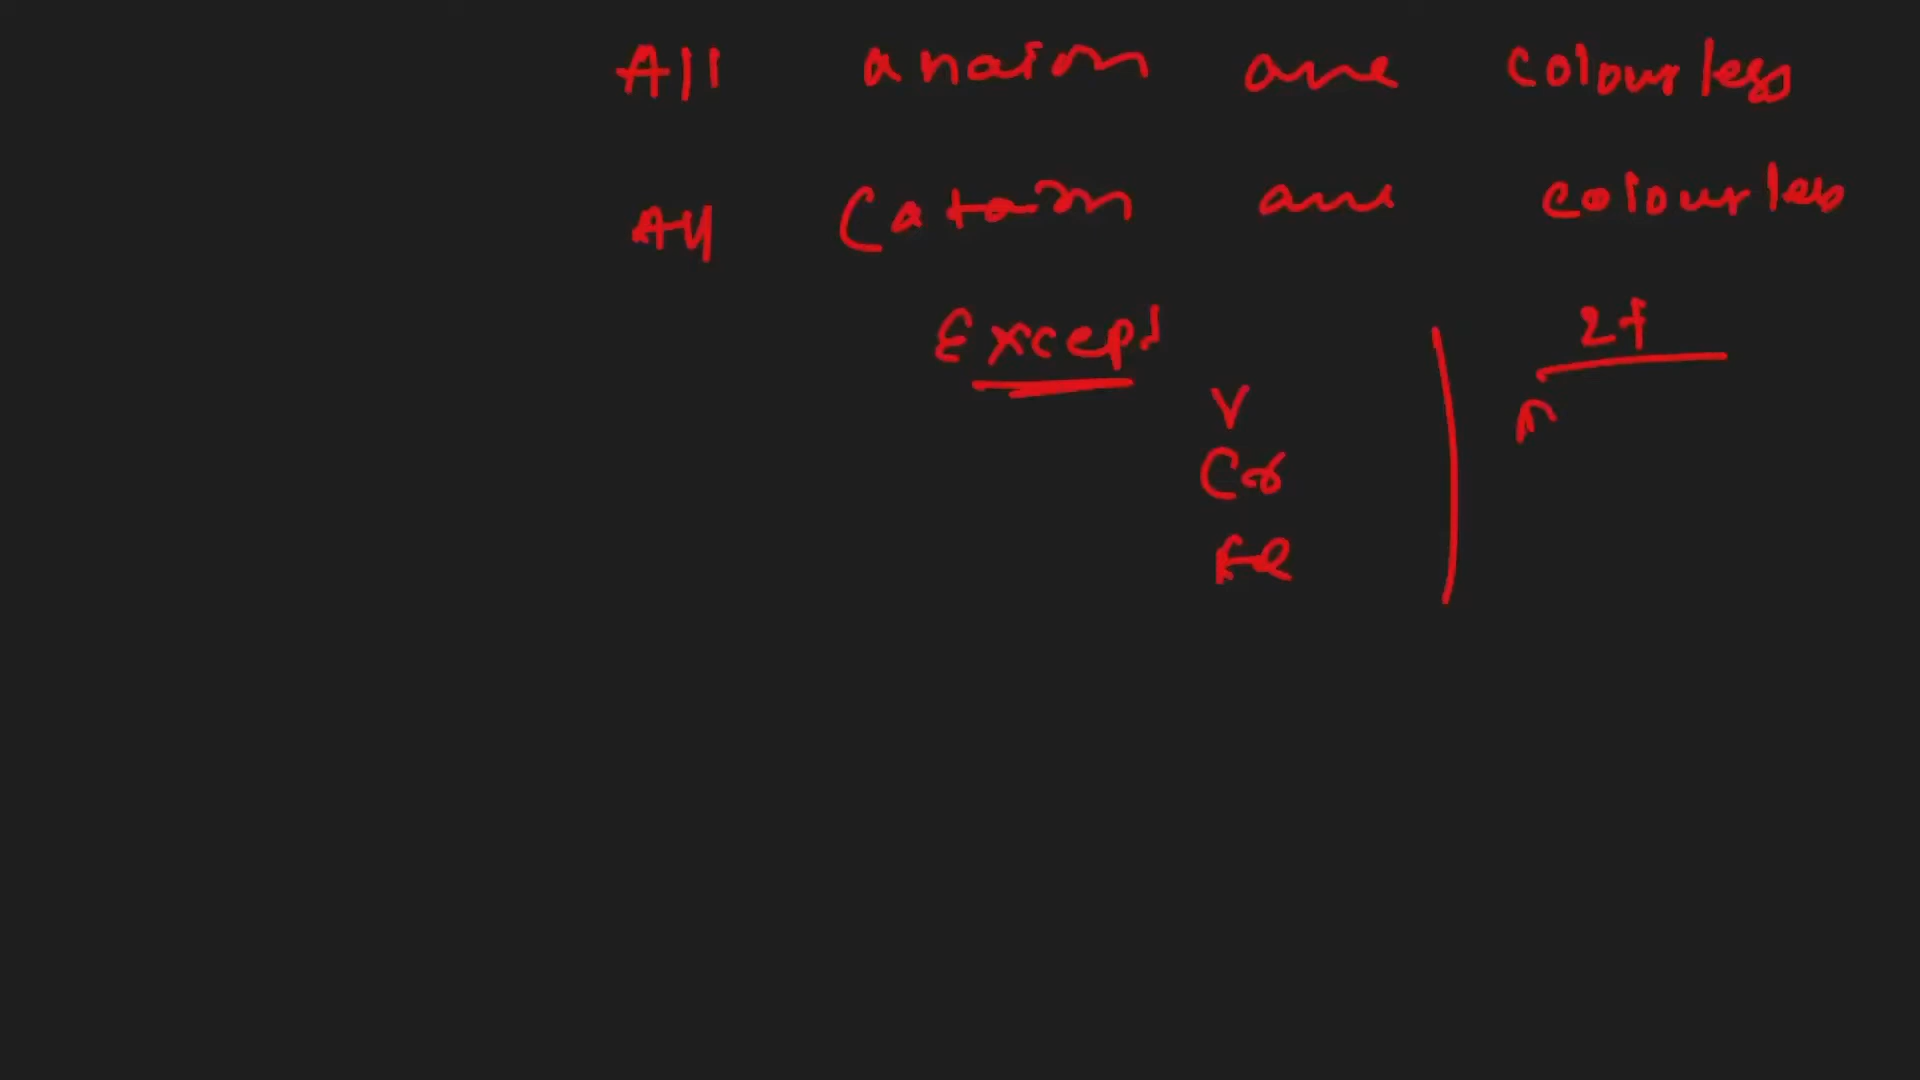 All anaion are colourless
All Cataion are colourless
Except
2+
V
Cr
Fe